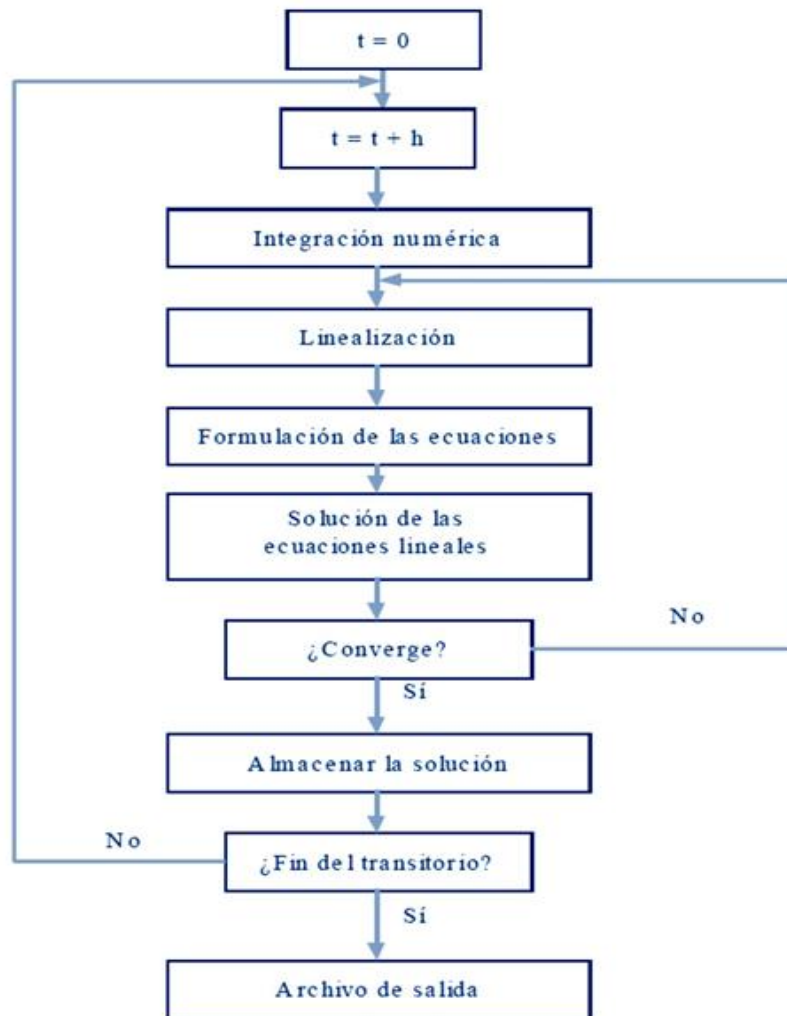 t = 0
t = t + h
Integración numérica
Linealización
Formulación de las ecuaciones
Solución de las
ecuaciones lineales
¿Converge?
No
Sí
Almacenar la solución
No
¿Fin del transitorio?
Sí
Archivo de salida